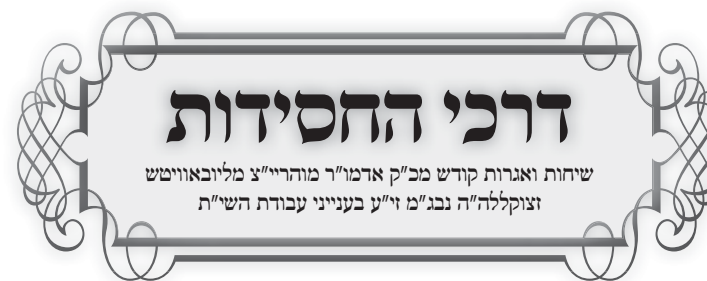 דרכי החסידות
שיחות ואגרות קודש מכ"ק אדמו"ר מוהריי"צ מליובאוויטש
זצוקללה"ה נבג"מ זי"ע בענייני עבודת השי"ת